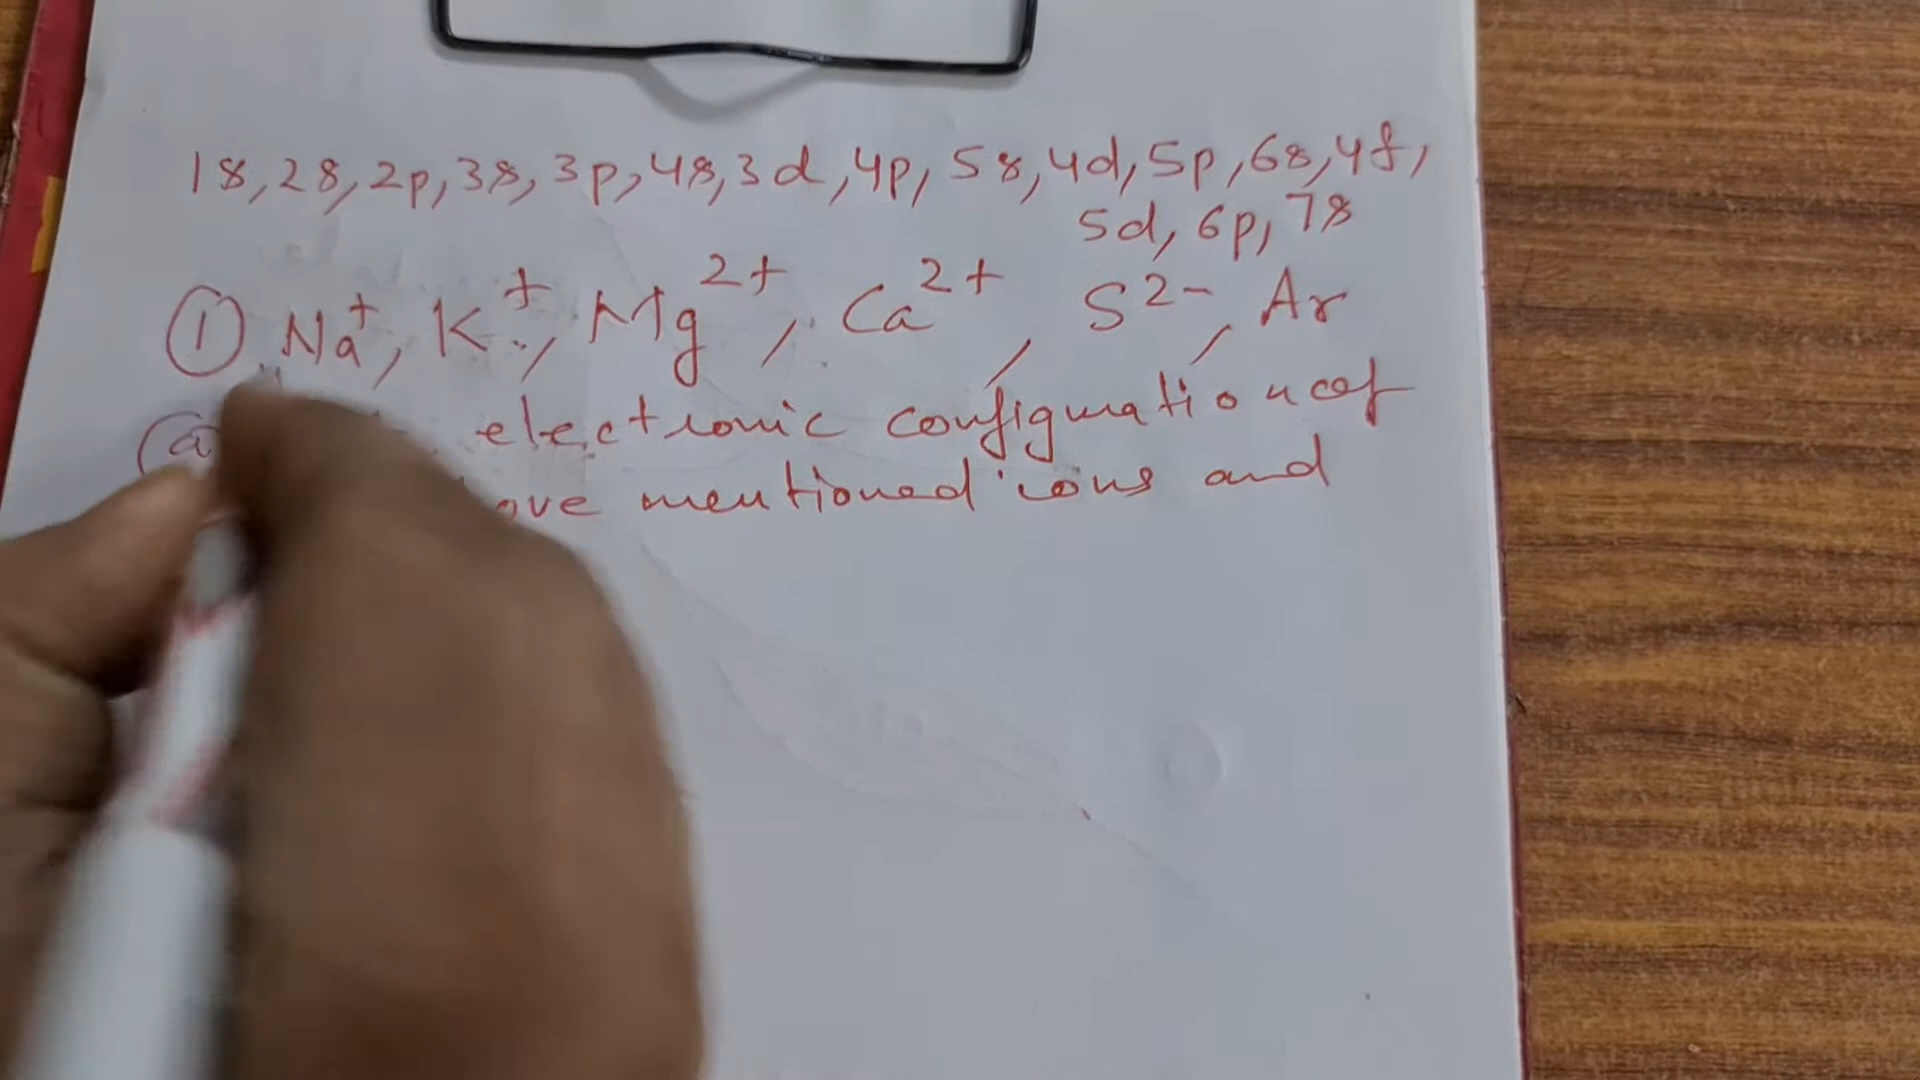 1s, 2s, 2p, 3s, 3p, 4s, 3d, 4p, 5s, 4d, 5p, 6s, 4f,
5d, 6p, 7s
① Na⁺, K⁺, Mg²⁺, Ca²⁺, S²⁻, Ar
ⓐ electronic configuration of
mentioned ions and